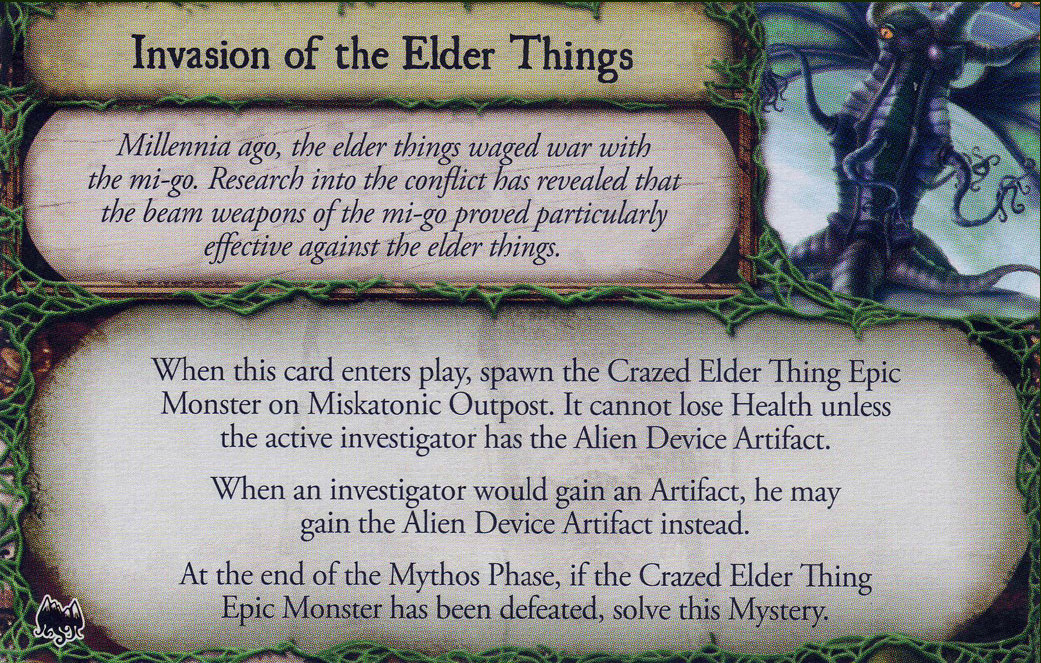 Invasion of the Elder Things
Millennia ago, the elder things waged war with
the mi-go. Research into the conflict has revealed that
the beam weapons of the mi-go proved particularly
effective against the elder things.
When this card enters play, spawn the Crazed Elder Thing Epic
Monster on Miskatonic Outpost. It cannot lose Health unless
the active investigator has the Alien Device Artifact.
When an investigator would gain an Artifact, he may
gain the Alien Device Artifact instead.
At the end of the Mythos Phase, if the Crazed Elder Thing
Epic Monster has been defeated, solve this Mystery.